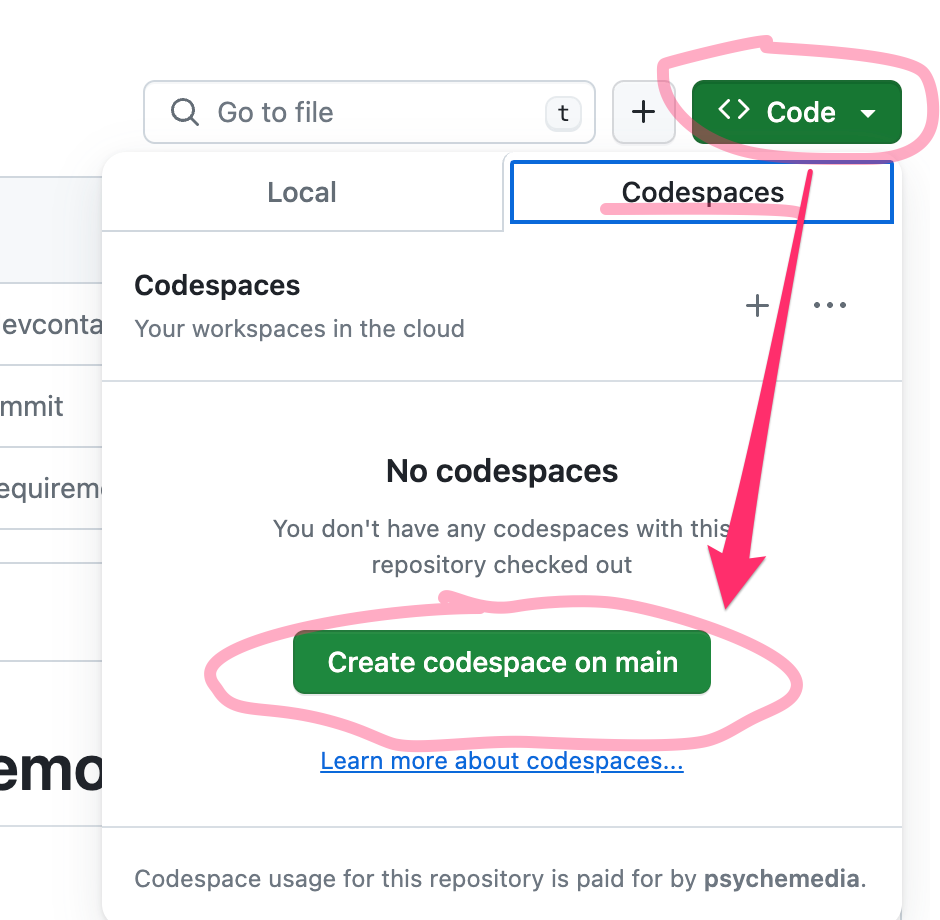 Go to file
t
Code
Local
Codespaces
Codespaces
evconta
Your workspaces in the cloud
mmit
equirem
No codespaces
You don't have any codespaces with this
repository checked out
Create codespace on main
Learn more about codespaces...
emo
Codespace usage for this repository is paid for by psychemedia.